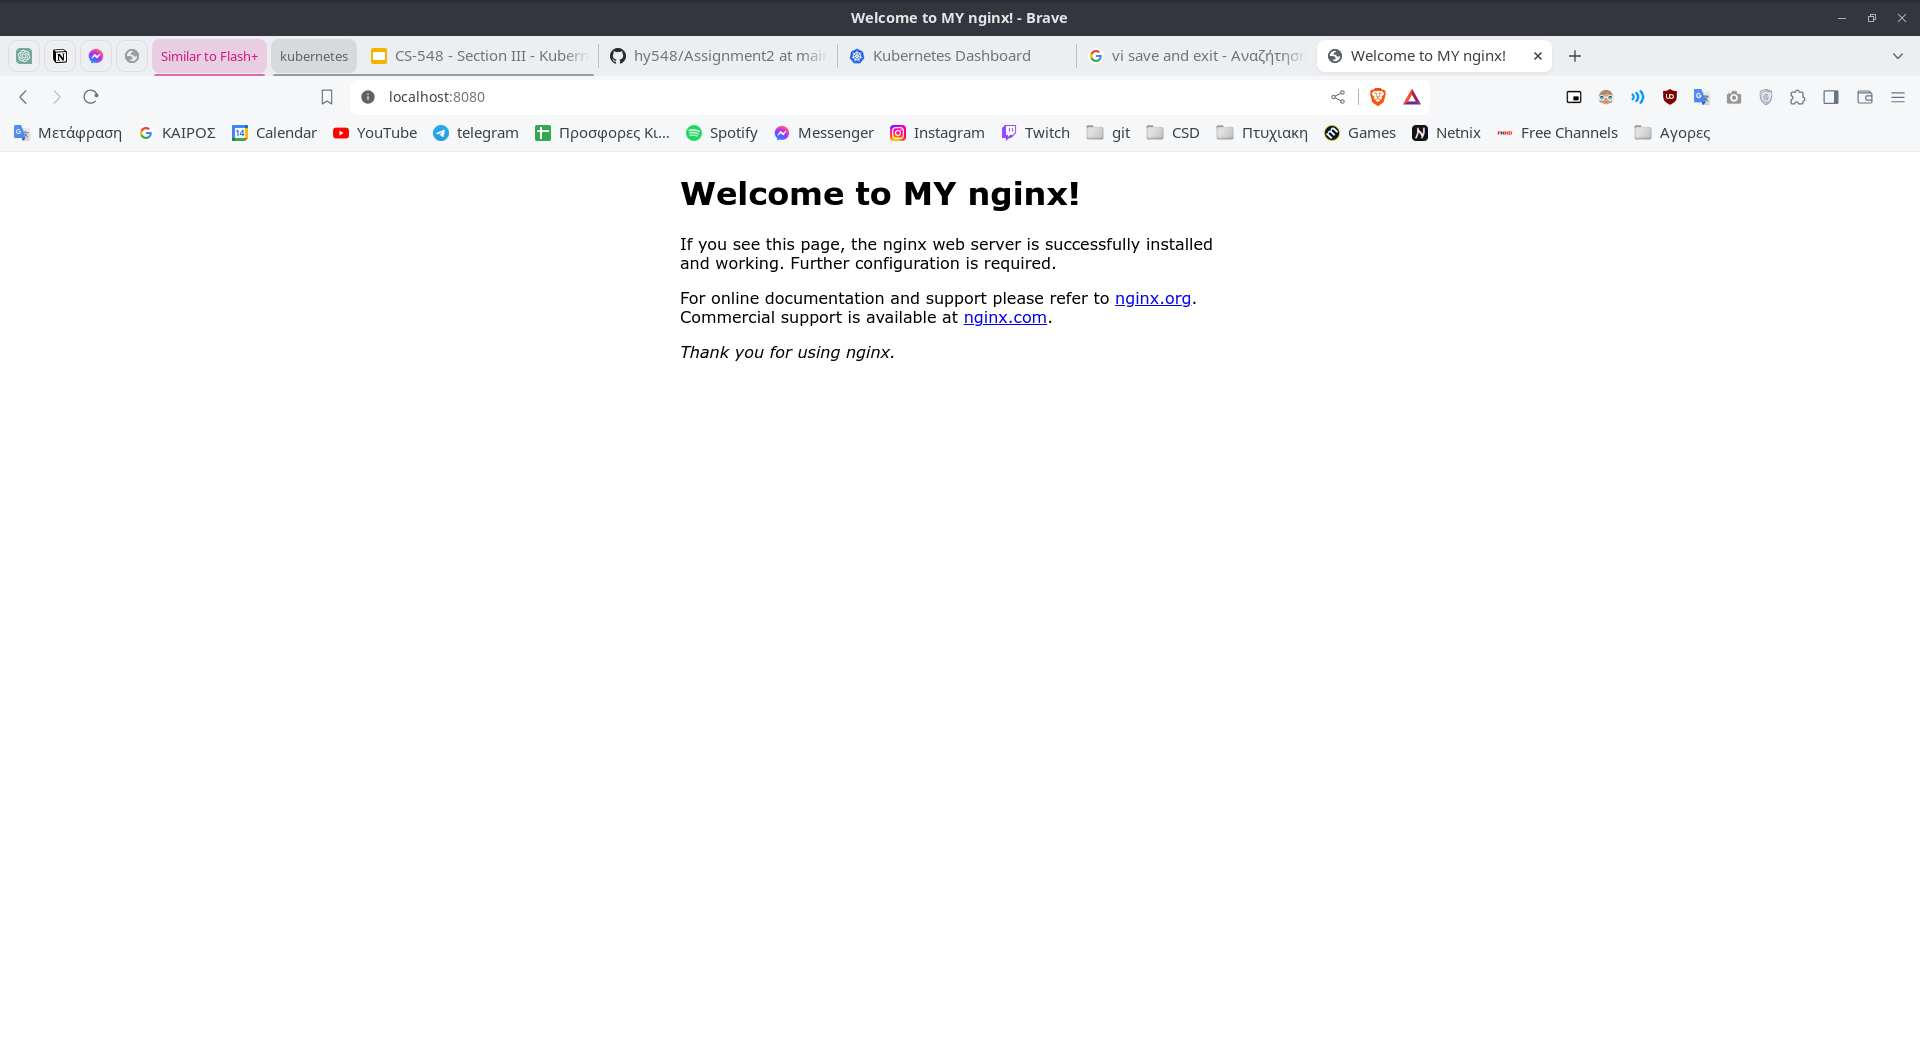 Welcome to MY nginx! - Brave
Similar to Flash+
kubernetes
CS-548 - Section III - Kubern
hy548/Assignment2 at mair
Kubernetes Dashboard
vi save and exit - Αναζήτησ
Welcome to MY nginx!
localhost:8080
Μετάφραση
ΚΑΙΡΟΣ
Calendar
YouTube
telegram
Προσφορες Κι...
Spotify
Messenger
Instagram
Twitch
git
CSD
Πτυχιακη
Games
Netnix
Free Channels
Αγορες
Welcome to MY nginx!
If you see this page, the nginx web server is successfully installed
and working. Further configuration is required.
For online documentation and support please refer to nginx.org.
Commercial support is available at nginx.com.
Thank you for using nginx.